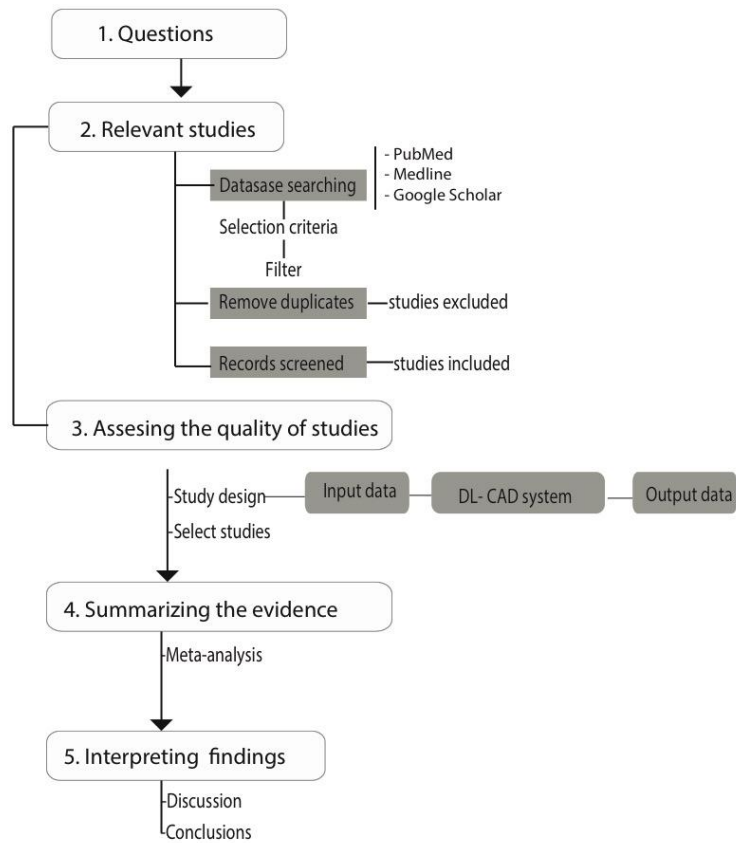 1. Questions
2. Relevant studies
Datasase searching
- PubMed
- Medline
- Google Scholar
Selection criteria
Filter
Remove duplicates
studies excluded
Records screened
studies included
3. Assesing the quality of studies
-Study design
Input data
DL- CAD system
Output data
-Select studies
4. Summarizing the evidence
-Meta-analysis
5. Interpreting findings
-Discussion
-Conclusions